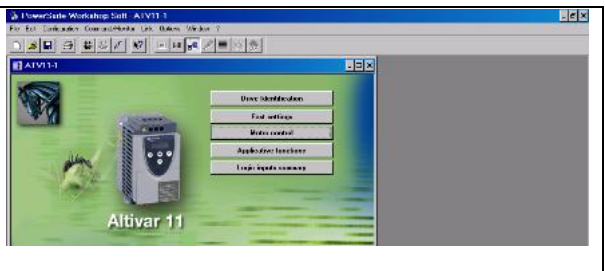 PowerSuite Workshop Soft - ATV11-1
File Edit Configuration Command/Monitor Link Options Window ?
ATV11-1
Drive Identification
Fast settings
Motor control
Applicative functions
Logic inputs summary
Altivar 11